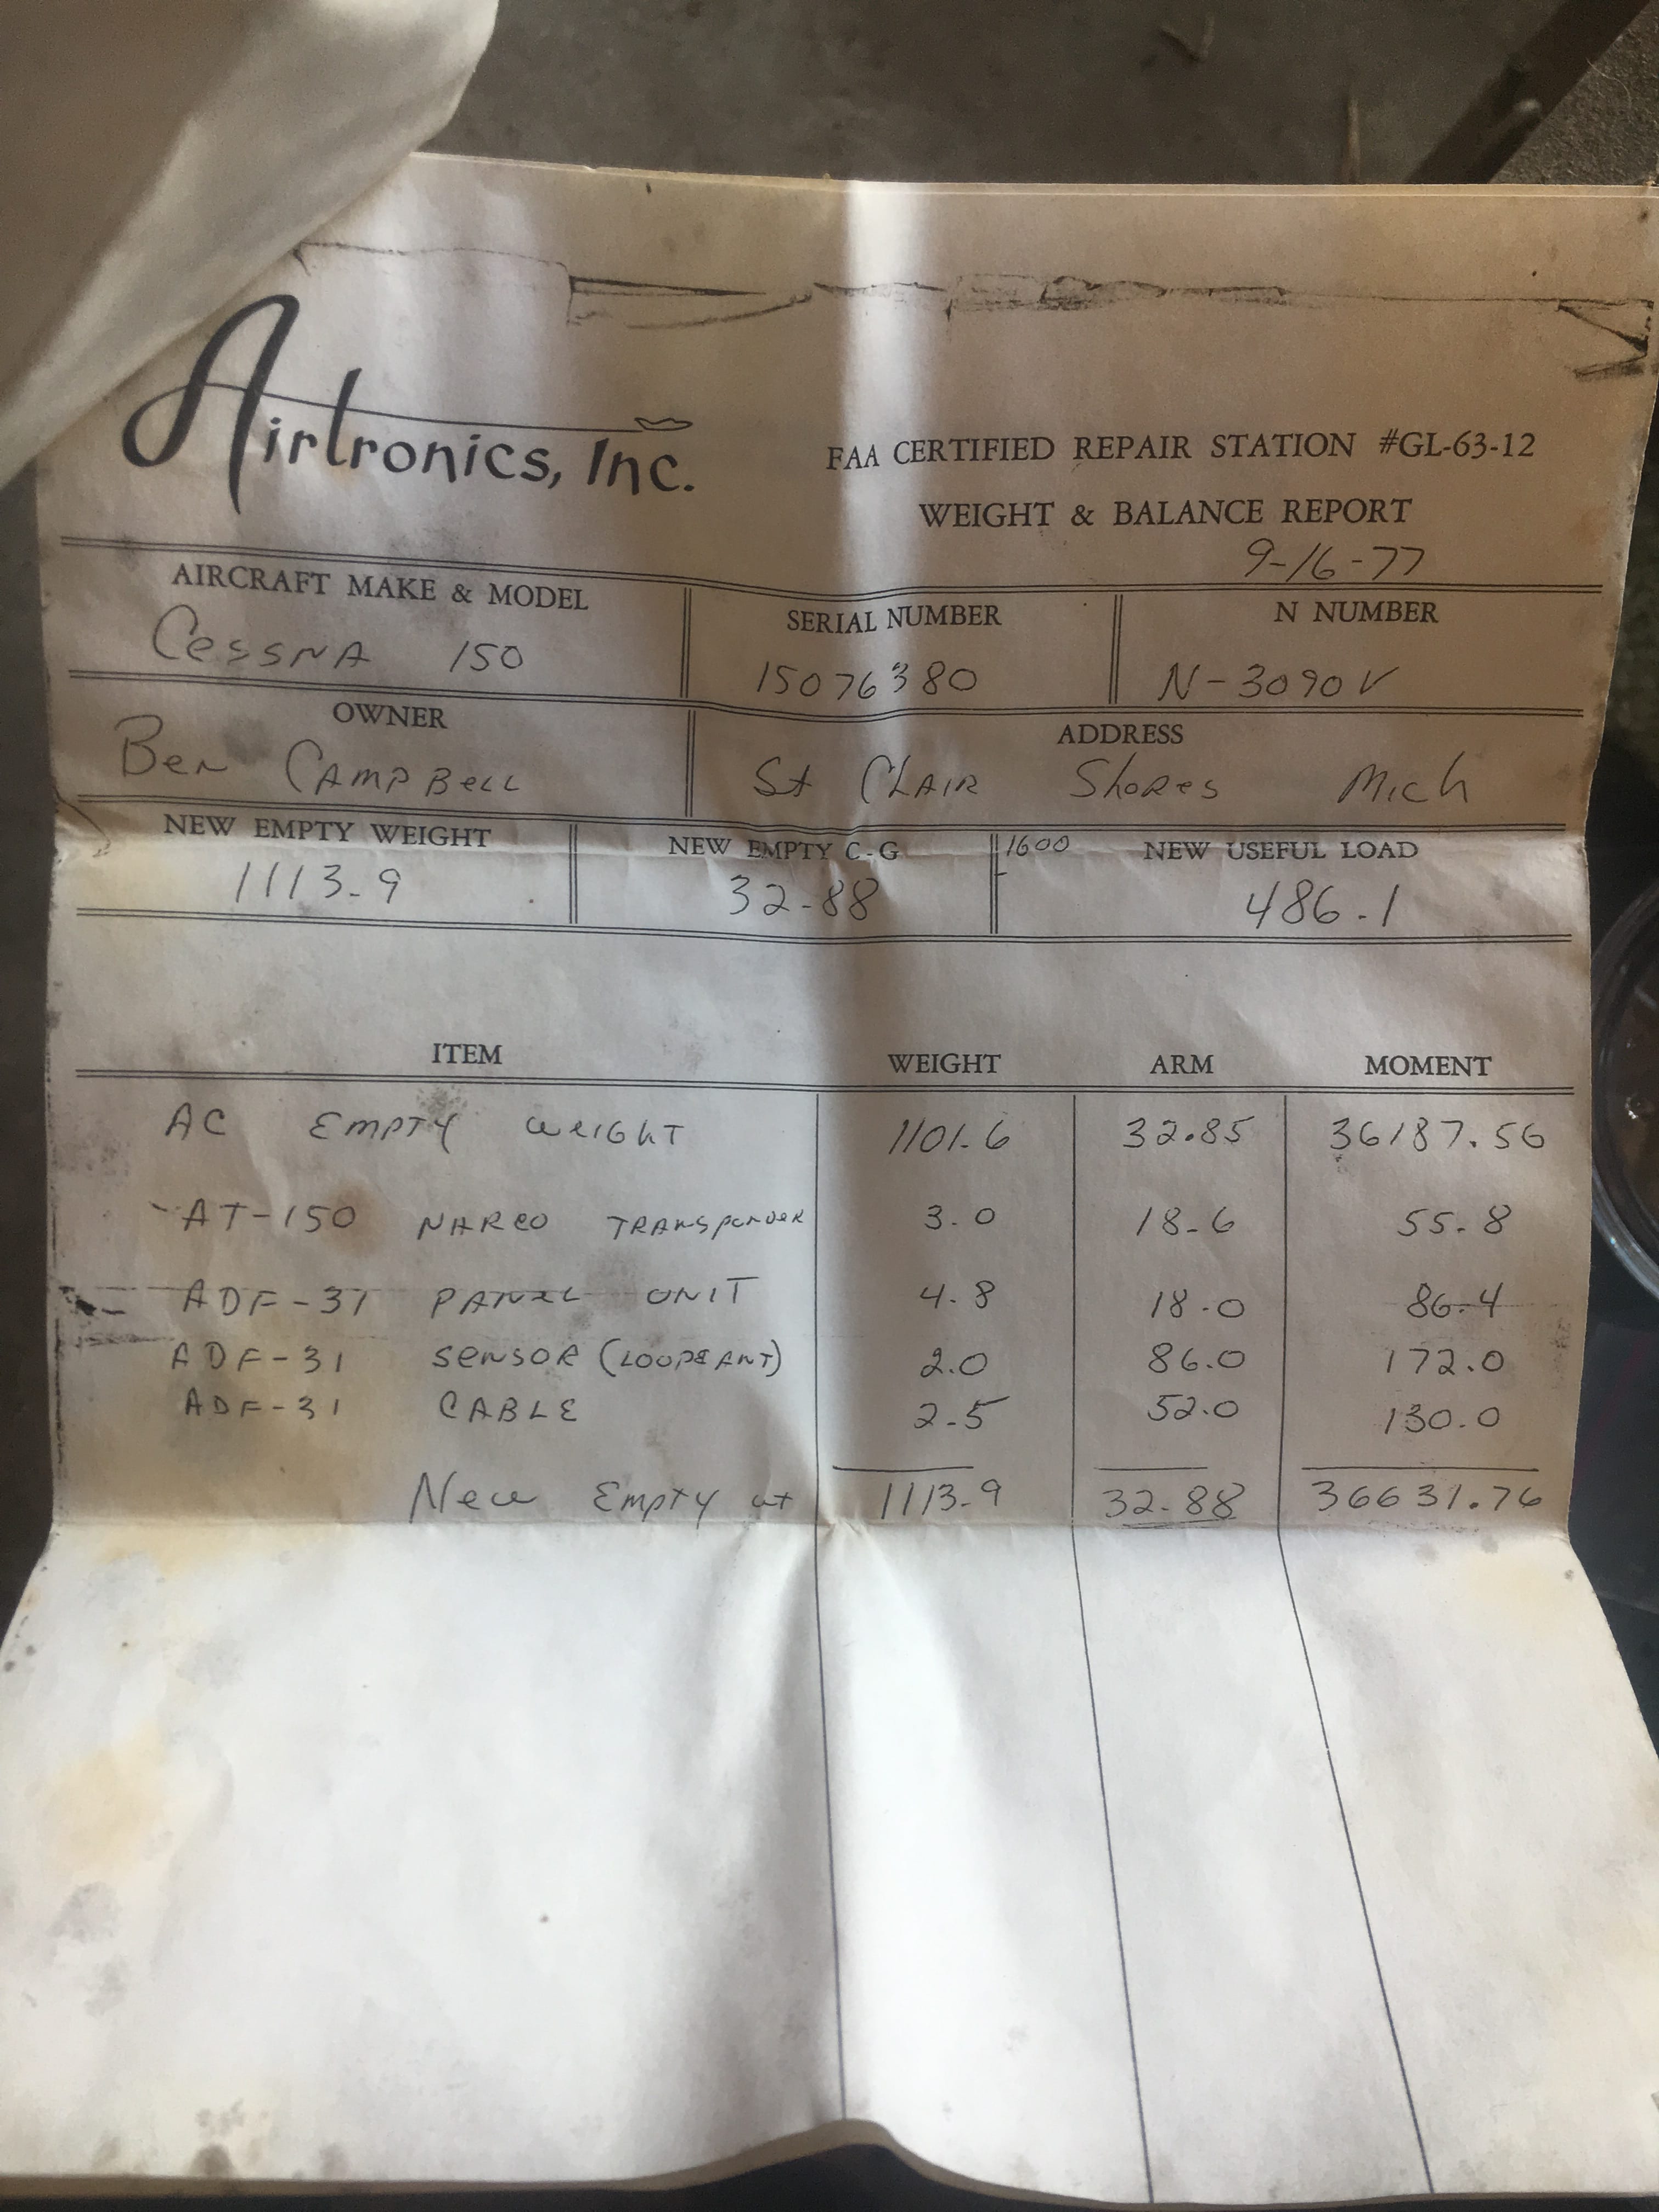 Airtronics, Inc.
FAA CERTIFIED REPAIR STATION #GL-63-12
WEIGHT & BALANCE REPORT
9-16-77
AIRCRAFT MAKE & MODEL SERIAL NUMBER N NUMBER
Cessna 150 15076380 N-3090V
OWNER ADDRESS
Ben Campbell St Clair Shores Mich
NEW EMPTY WEIGHT NEW EMPTY C-G 1600 NEW USEFUL LOAD
1113.9 32.88 486.1
ITEM WEIGHT ARM MOMENT
AC EMPTY WEIGHT 1101.6 32.85 36187.56
AT-150 NARCO TRANSPONDER 3.0 18.6 55.8
ADF-31 PANEL UNIT 4.8 18.0 86.4
ADF-31 SENSOR (LOOP&ANT) 2.0 86.0 172.0
ADF-31 CABLE 2.5 52.0 130.0
New Empty wt 1113.9 32.88 36631.76